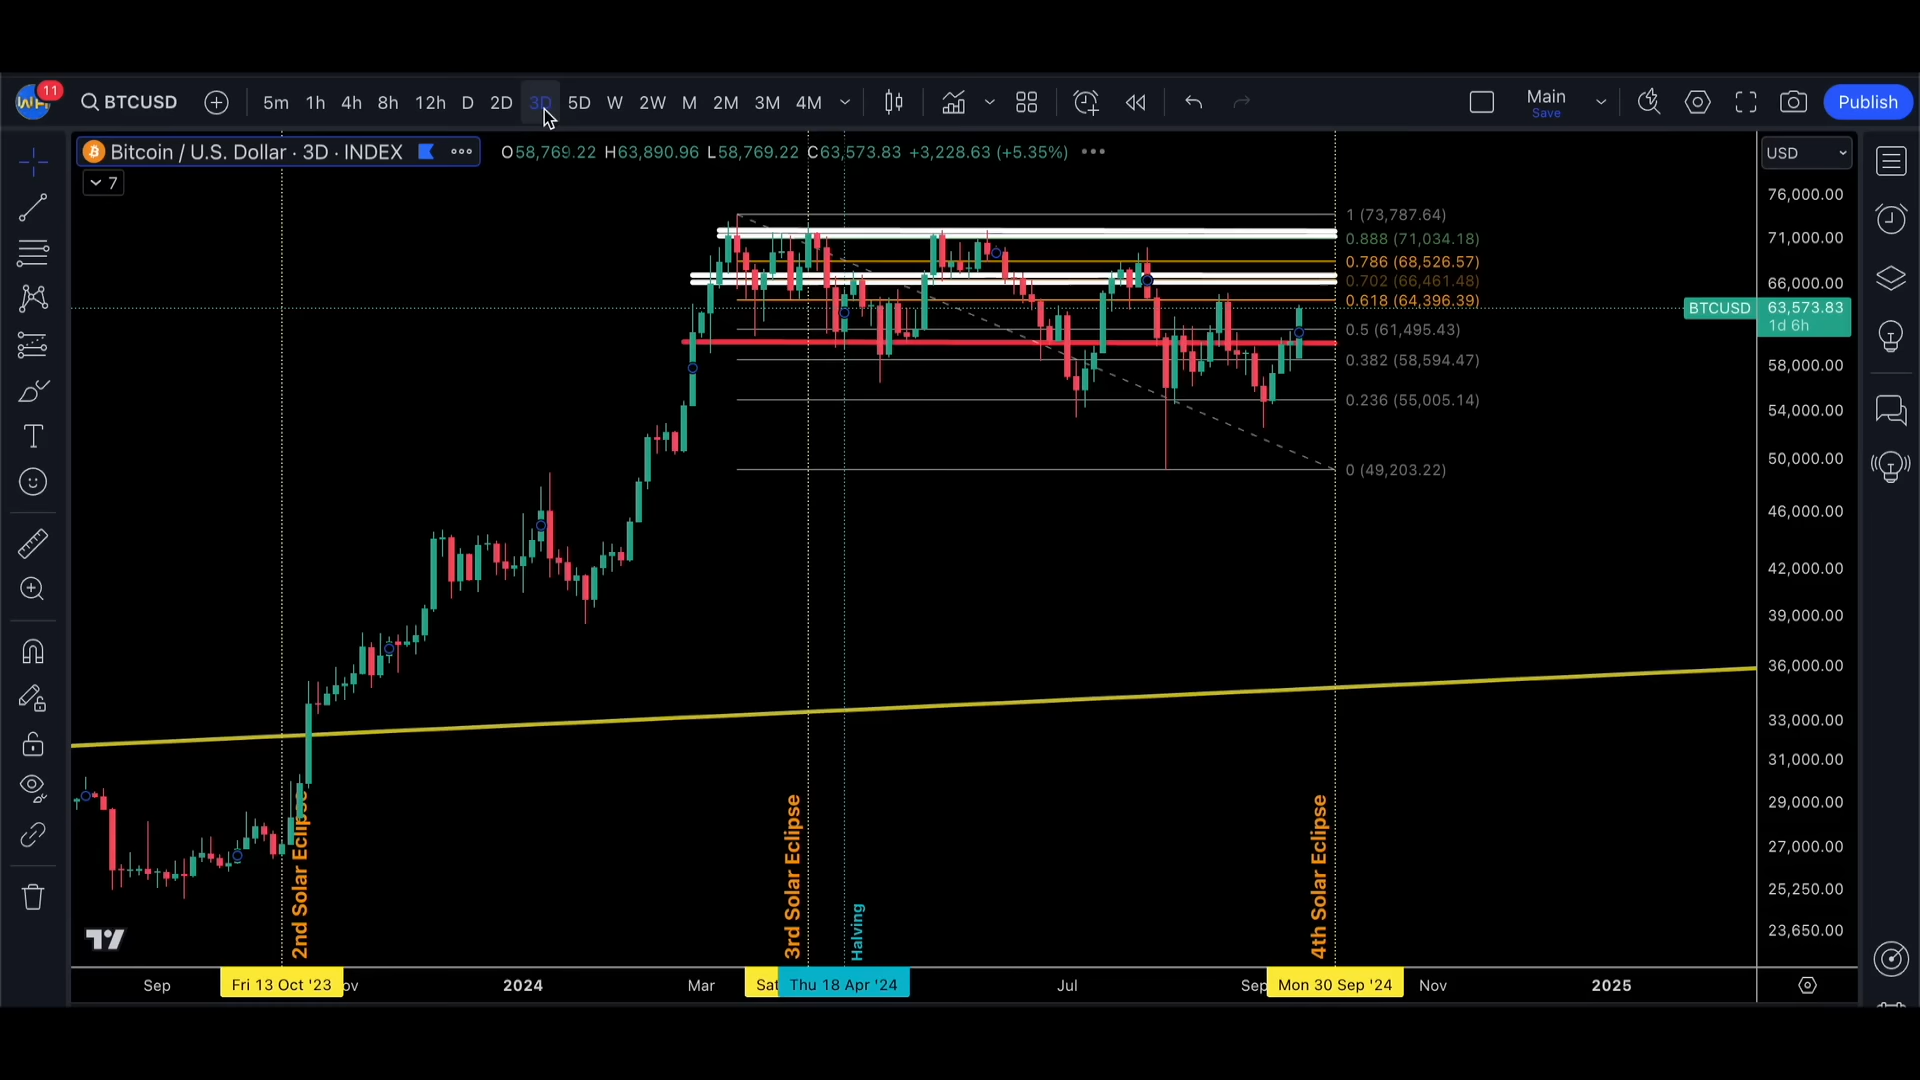 11
BTCUSD 5m 1h 4h 8h 12h D 2D 3D 5D W 2W M 2M 3M 4M Main Publish
Save
Bitcoin / U.S. Dollar · 3D · INDEX O58,769.22 H63,890.96 L58,769.22 C63,573.83 +3,228.63 (+5.35%) USD
7
76,000.00
1 (73,787.64)
0.888 (71,034.18) 71,000.00
0.786 (68,526.57)
0.702 (66,461.48) 66,000.00
0.618 (64,396.39)
BTCUSD 63,573.83
1d 6h
0.5 (61,495.43)
0.382 (58,594.47) 58,000.00
0.236 (55,005.14) 54,000.00
50,000.00
0 (49,203.22)
46,000.00
42,000.00
39,000.00
36,000.00
33,000.00
31,000.00
29,000.00
27,000.00
25,250.00
23,650.00
2nd Solar Eclipse
3rd Solar Eclipse
Halving
4th Solar Eclipse
Sep Fri 13 Oct '23 ov 2024 Mar Sat Thu 18 Apr '24 Jul Sep Mon 30 Sep '24 Nov 2025